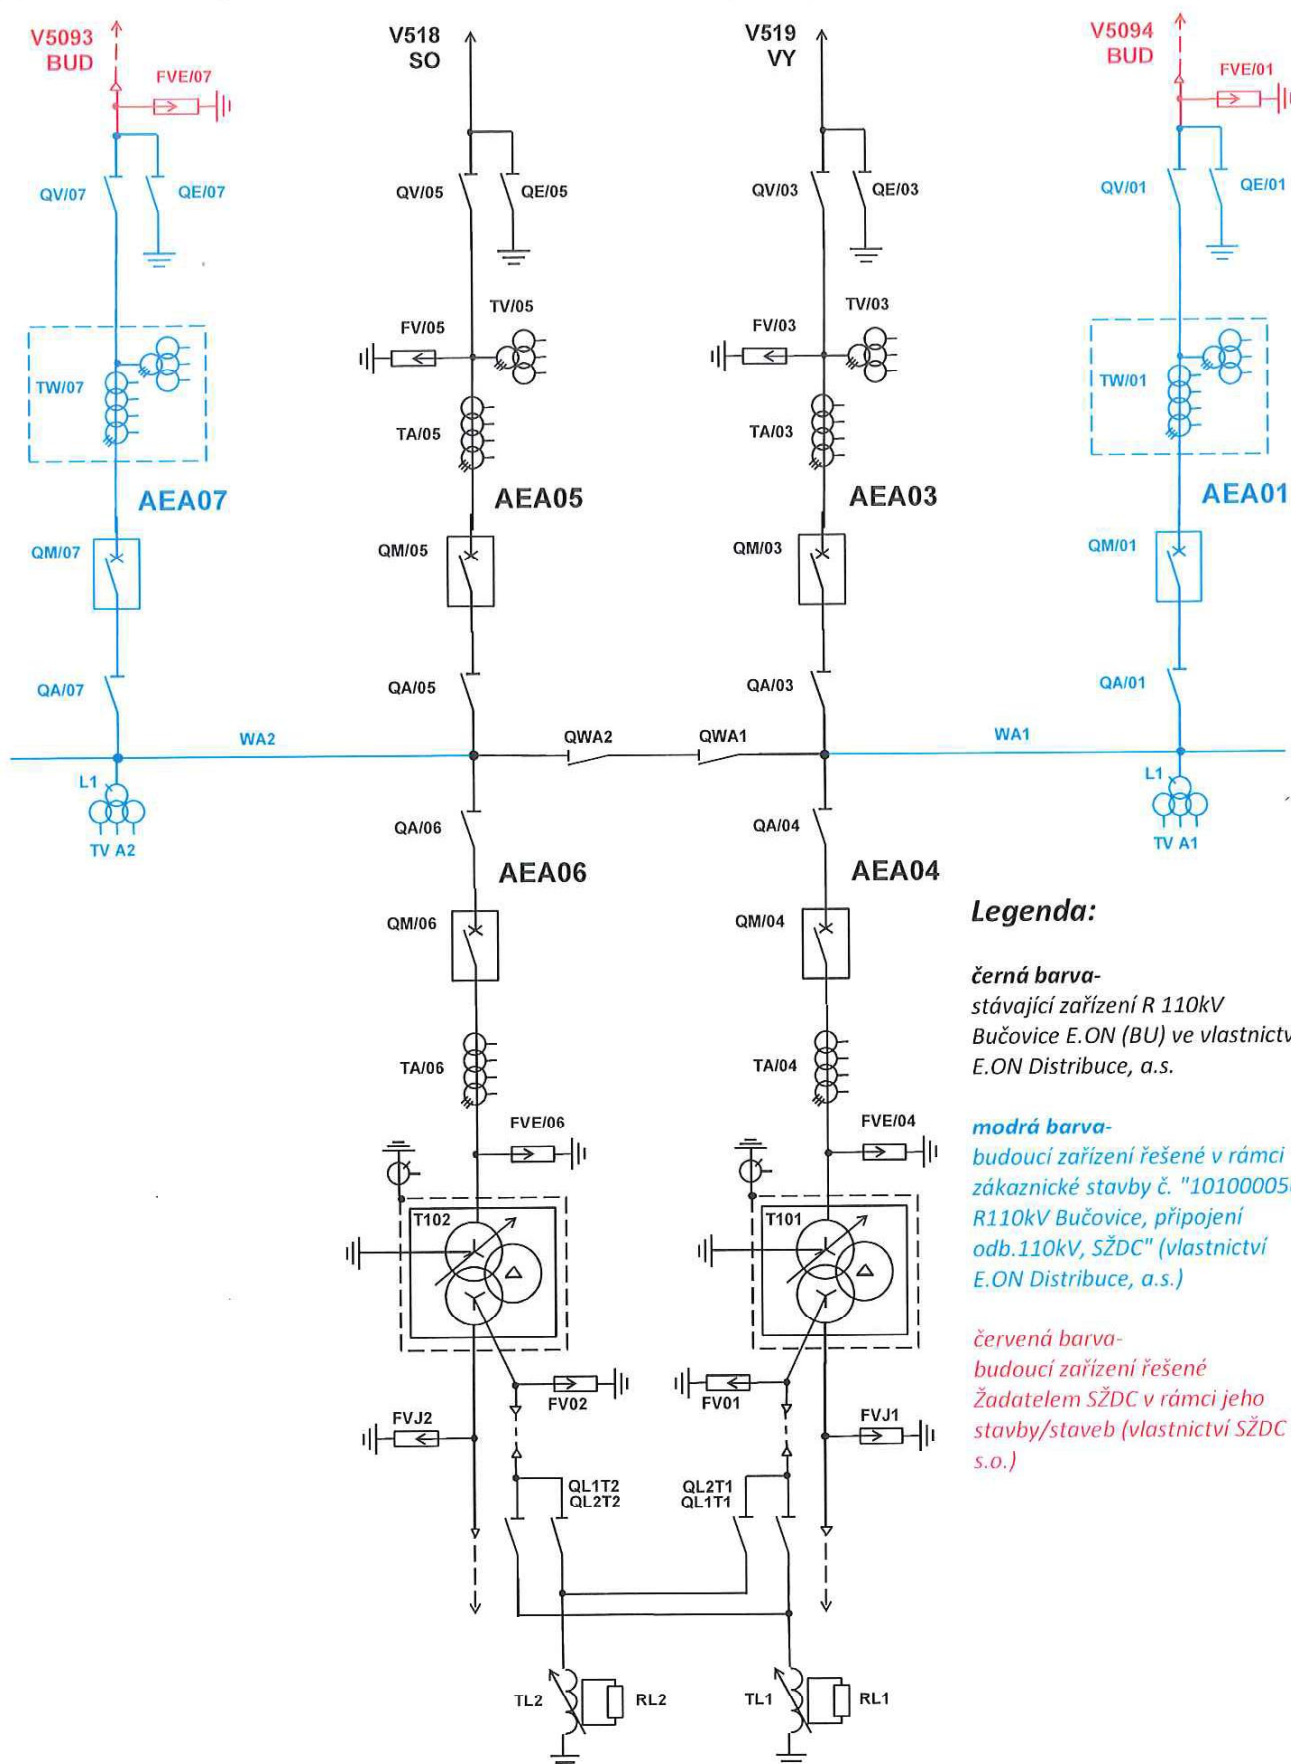 V5093
BUD
FVE/07
V518
SO
V519
VY
V5094
BUD
FVE/01
QV/07
QE/07
QV/05
QE/05
QV/03
QE/03
QV/01
QE/01
TV/05
FV/05
TV/03
FV/03
TW/07
TA/05
TA/03
TW/01
AEA07
AEA05
AEA03
AEA01
QM/07
QM/05
QM/03
QM/01
QA/07
QA/05
QA/03
QA/01
WA2
QWA2
QWA1
WA1
L1
TV A2
L1
TV A1
QA/06
QA/04
AEA06
AEA04
QM/06
QM/04
TA/06
TA/04
FVE/06
FVE/04
T102
T101
FV02
FV01
FVJ2
FVJ1
QL1T2
QL2T2
QL2T1
QL1T1
TL2
RL2
TL1
RL1
Legenda:
černá barva-
stávající zařízení R 110kV
Bučovice E.ON (BU) ve
E.ON Distribuce, a.s.
modrá barva-
budoucí zařízení řešené v rámci
zákaznické stavby č.
R110kV Bučovice, připojení
odb.110kV, SŽDC" (vlastnictví
E.ON Distribuce, a.s.)
červená barva-
budoucí zařízení řešené
Žadatelem SŽDC v rámci jeho
stavby/staveb (vlastnictví SŽDC
s.o.)